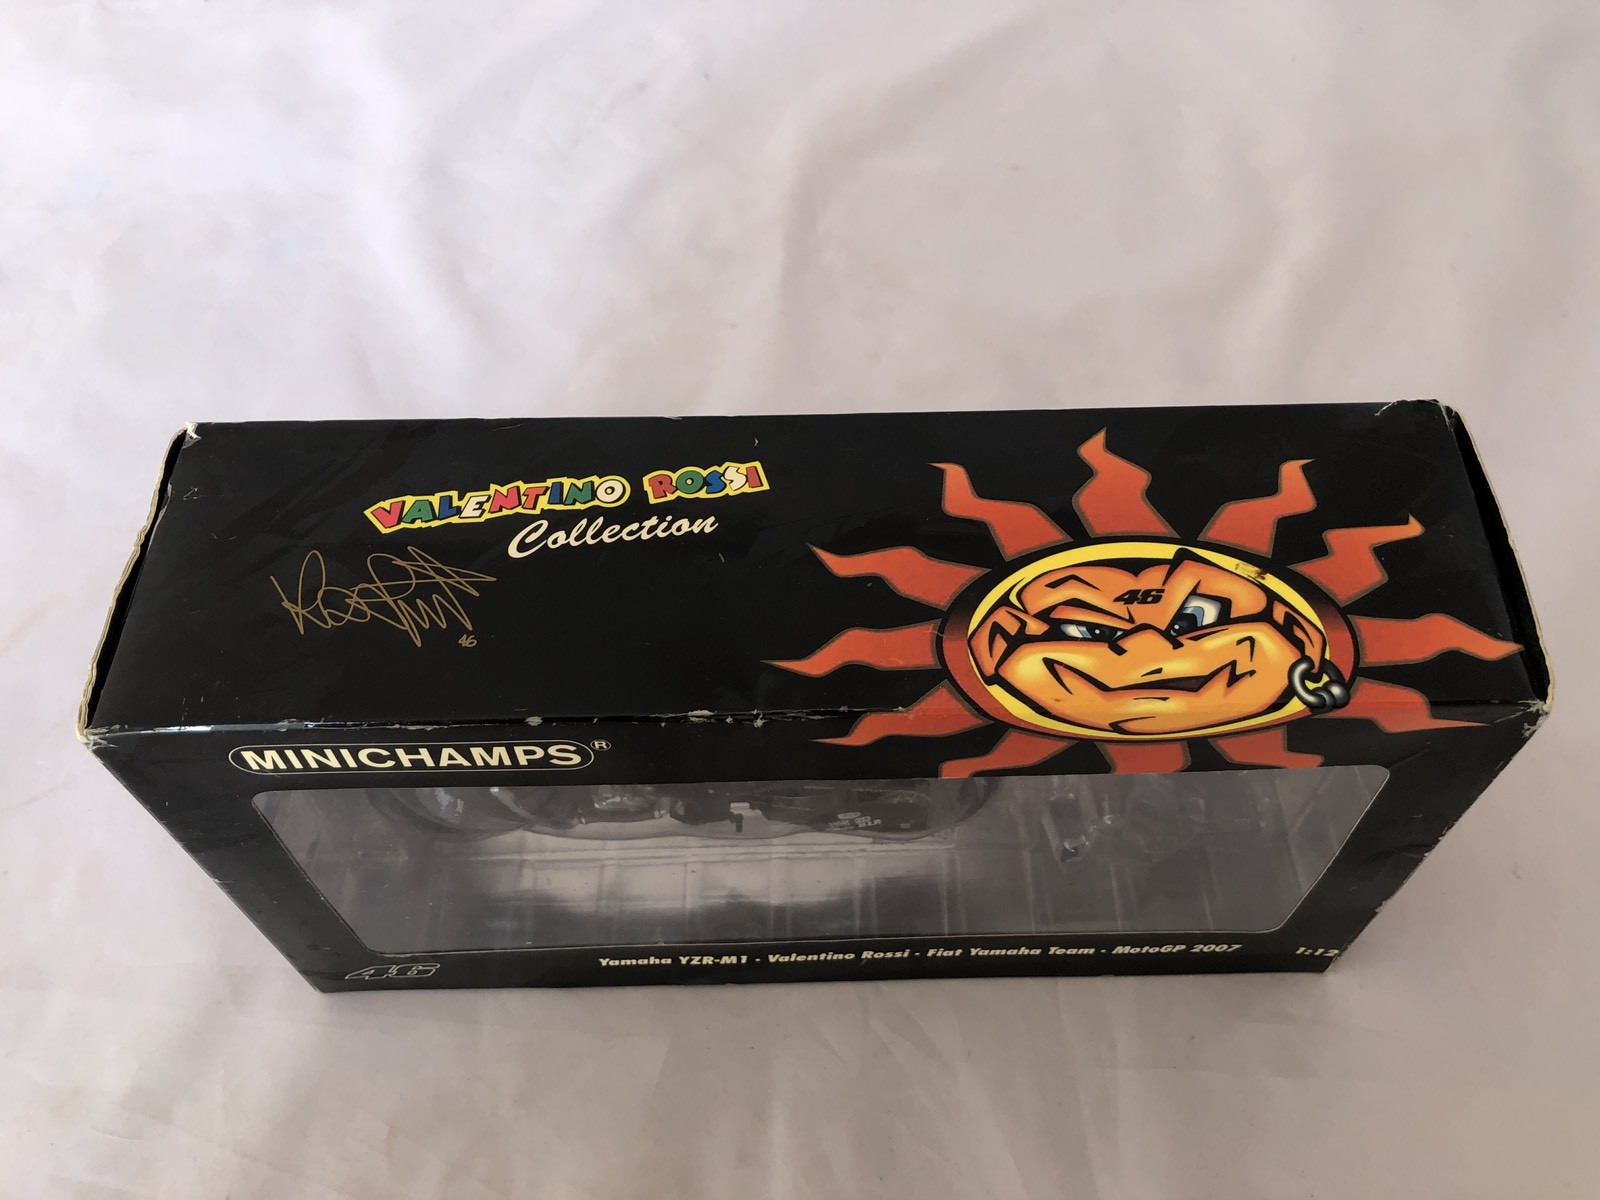 VALENTINO ROSSI
Collection
46
46
MINICHAMPS®
46
Yamaha YZR-M1 - Valentino Rossi - Fiat Yamaha Team - MotoGP 2007
1:12